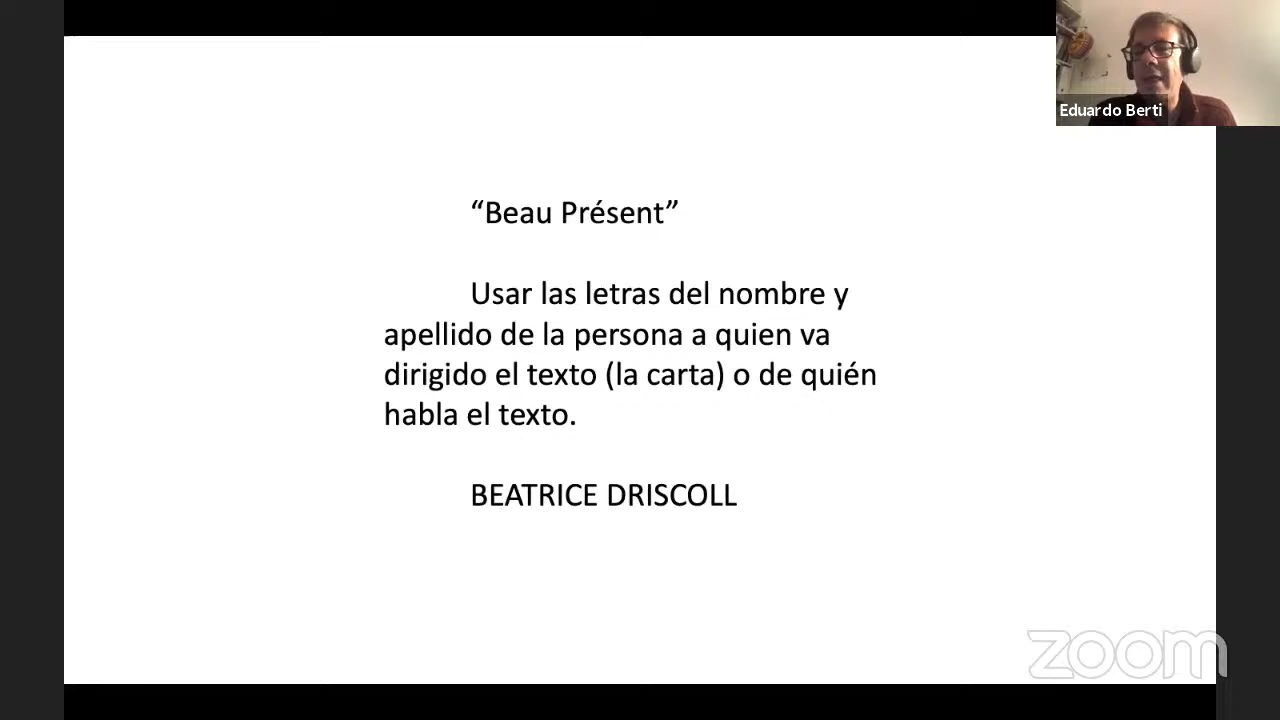 Eduardo Berti
“Beau Présent”
Usar las letras del nombre y
apellido de la persona a quien va
dirigido el texto (la carta) o de quién
habla el texto.
BEATRICE DRISCOLL
zoom